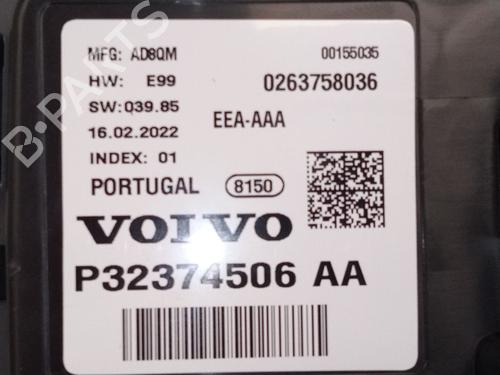 MFG: AD8QM 00155035
HW: E99 0263758036
SW:039.85 EEA-AAA
16.02.2022
INDEX: 01
PORTUGAL 8150
VOLVO
P32374506 AA
B-PARTS